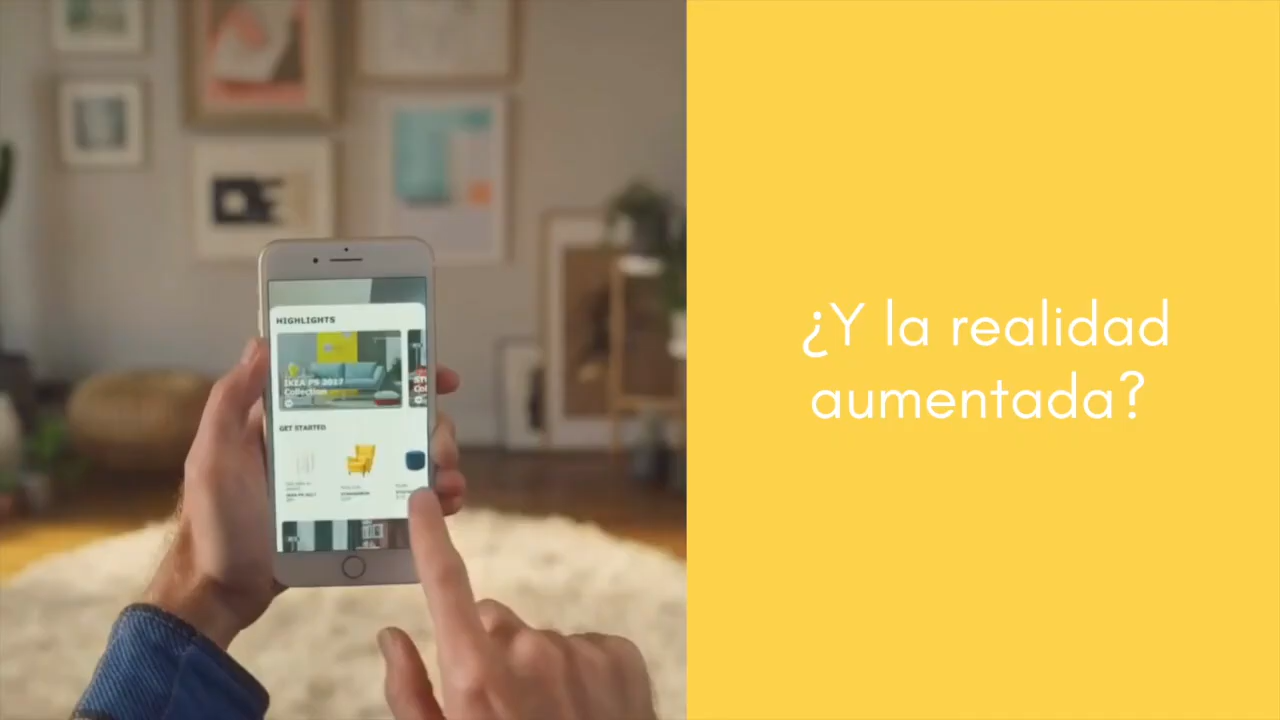 HIGHLIGHTS
IKEA PS 2017
Collection
GET STARTED
¿Y la realidad
aumentada?